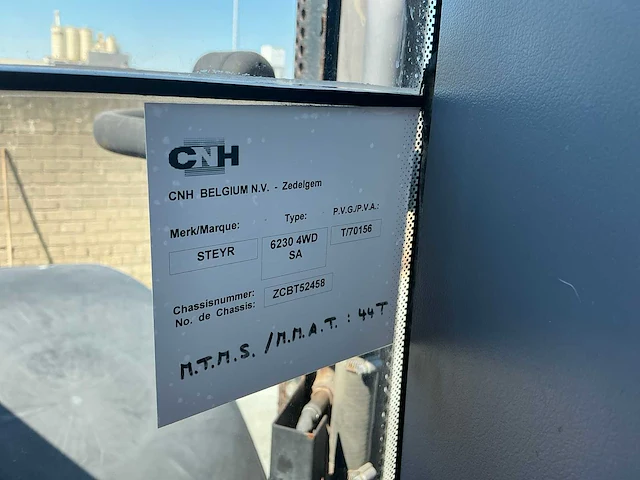 CNH
CNH BELGIUM N.V. - Zedelgem
Merk/Marque: Type: P.V.G./P.V.A.:
STEYR 6230 4WD T/70156
SA
Chassisnummer: ZCBT52458
No. de Chassis:
M.T.M.S. /M.M.A.T. : 44T